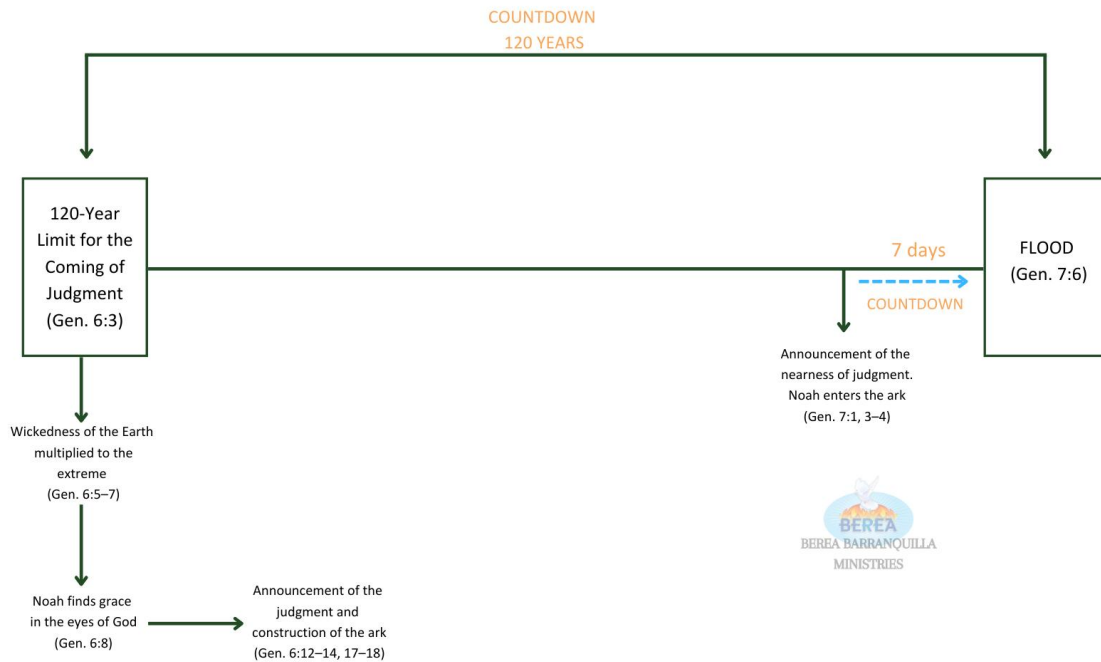 COUNTDOWN
120 YEARS
120-Year
Limit for the
Coming of
Judgment
(Gen. 6:3)
7 days
COUNTDOWN
FLOOD
(Gen. 7:6)
Announcement of the
nearness of judgment.
Noah enters the ark
(Gen. 7:1, 3–4)
Wickedness of the Earth
multiplied to the
extreme
(Gen. 6:5–7)
Noah finds grace
in the eyes of God
(Gen. 6:8)
Announcement of the
judgment and
construction of the ark
(Gen. 6:12–14, 17–18)
BEREA
BEREA BARRANQUILLA
MINISTRIES